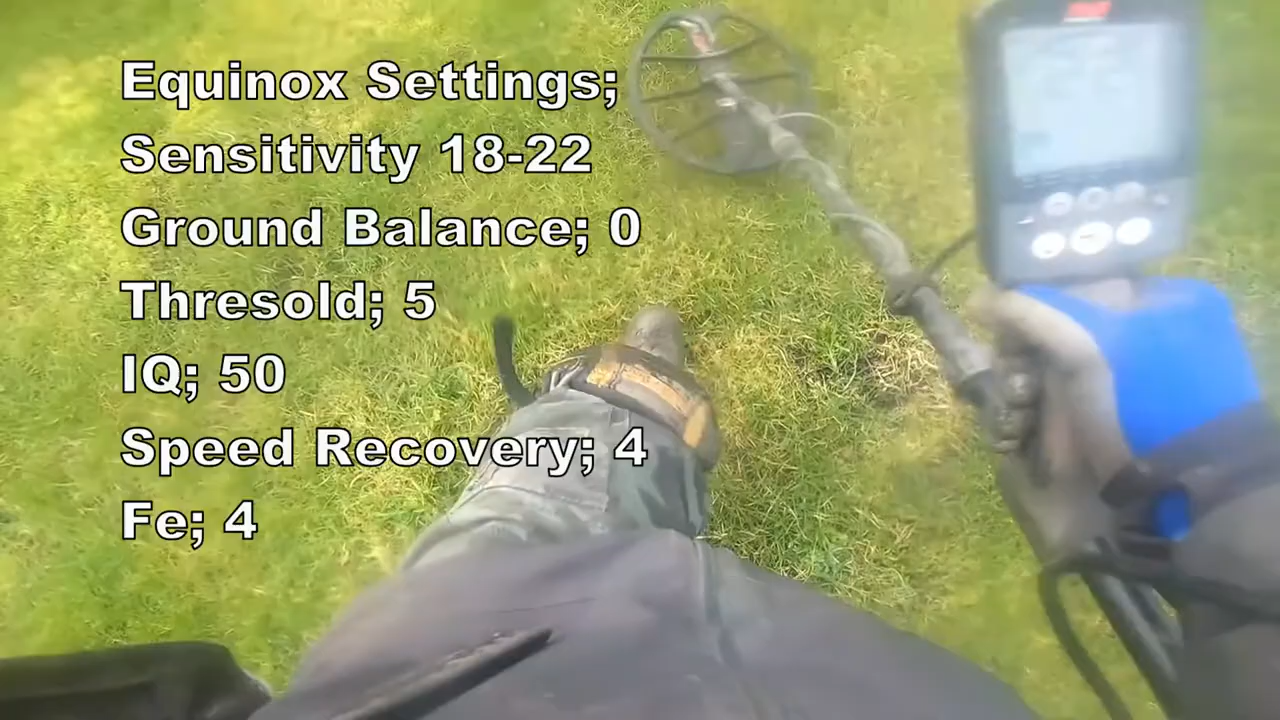 Equinox Settings;
Sensitivity 18-22
Ground Balance; 0
Thresold; 5
IQ; 50
Speed Recovery; 4
Fe; 4